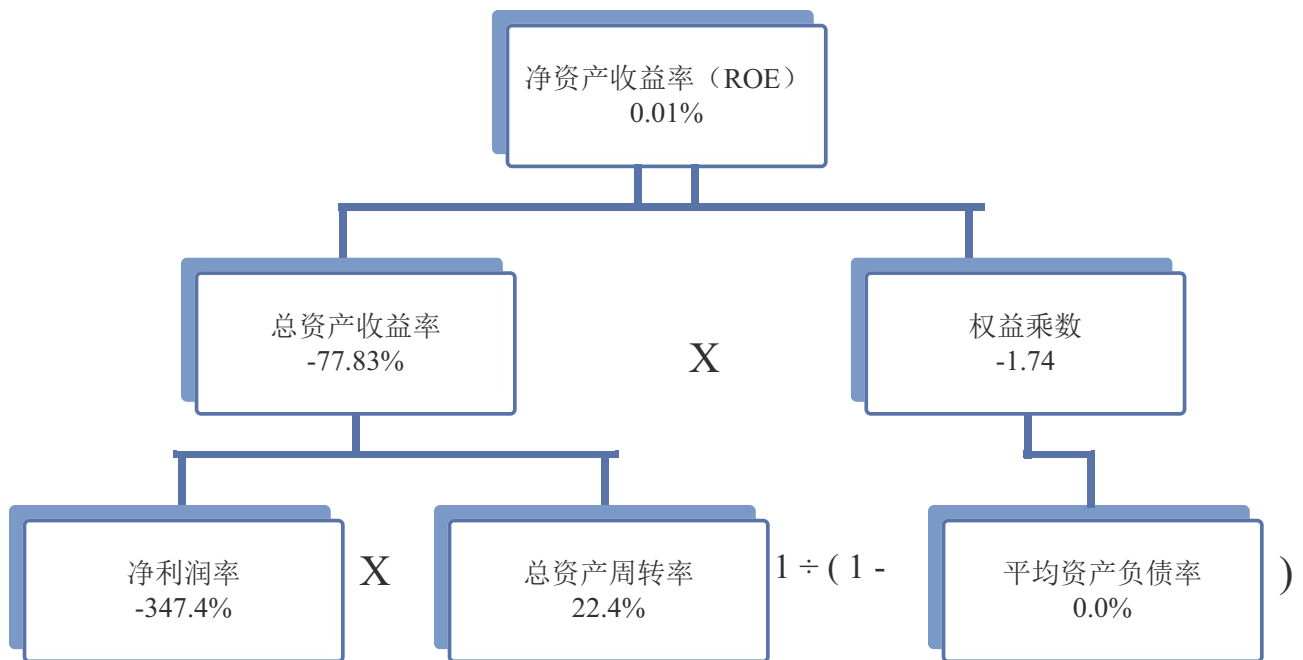 净资产收益率（ROE）
0.01%
总资产收益率
-77.83%
X
权益乘数
-1.74
净利润率
-347.4%
X
总资产周转率
22.4%
1 ÷ ( 1 -
平均资产负债率
0.0%
)